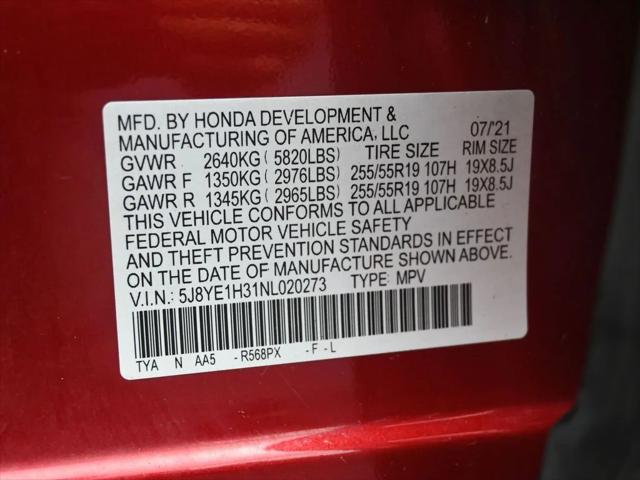 MFD. BY HONDA DEVELOPMENT &
MANUFACTURING OF AMERICA, LLC 07/'21
GVWR 2640KG (5820LBS) TIRE SIZE RIM SIZE
GAWR F 1350KG (2976LBS) 255/55R19 107H 19X8.5J
GAWR R 1345KG (2965LBS) 255/55R19 107H 19X8.5J
THIS VEHICLE CONFORMS TO ALL APPLICABLE
FEDERAL MOTOR VEHICLE SAFETY
AND THEFT PREVENTION STANDARDS IN EFFECT
ON THE DATE OF MANUFACTURE SHOWN ABOVE.
V.I.N.: 5J8YE1H31NL020273 TYPE: MPV
TYA N AA5 -R568PX -F -L